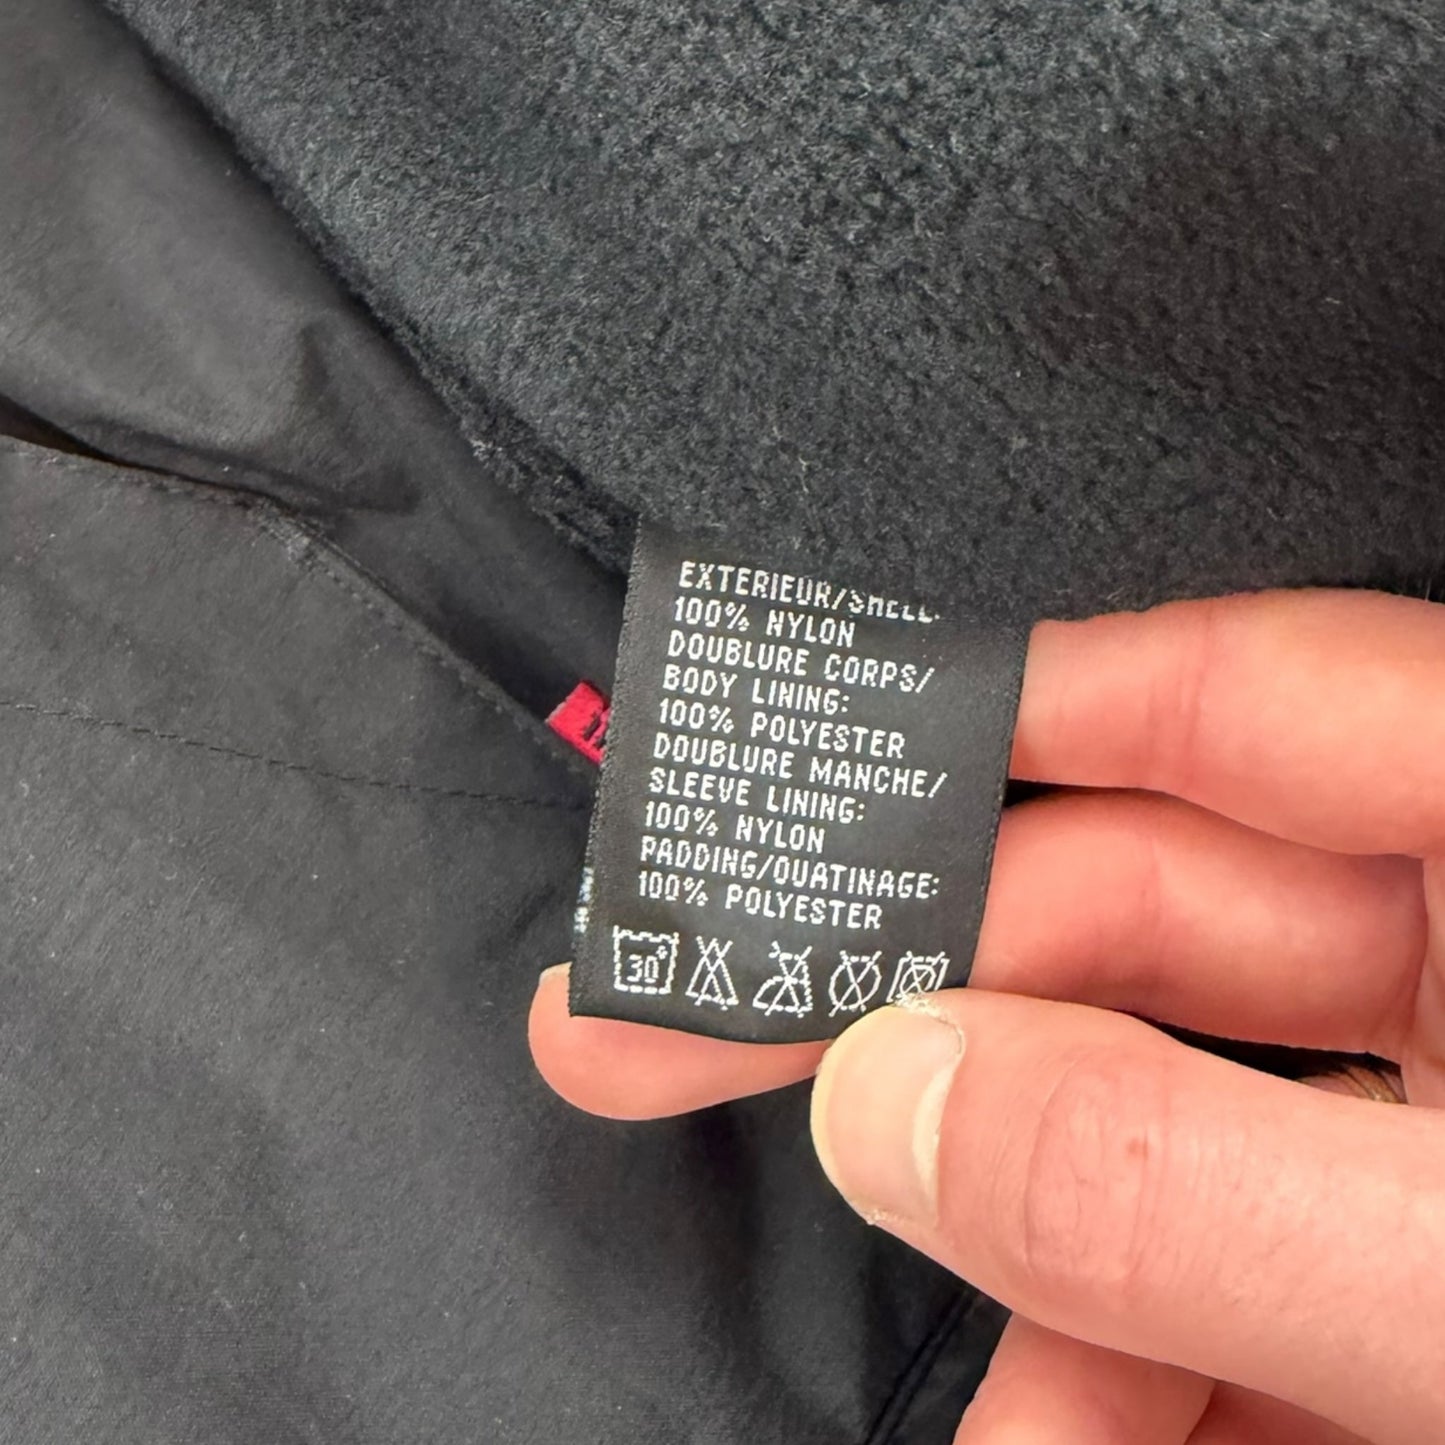 EXTERIEUR/SHELL:
100% NYLON
DOUBLURE CORPS/
BODY LINING:
100% POLYESTER
DOUBLURE MANCHE/
SLEEVE LINING:
100% NYLON
PADDING/OUATINAGE:
100% POLYESTER
30°